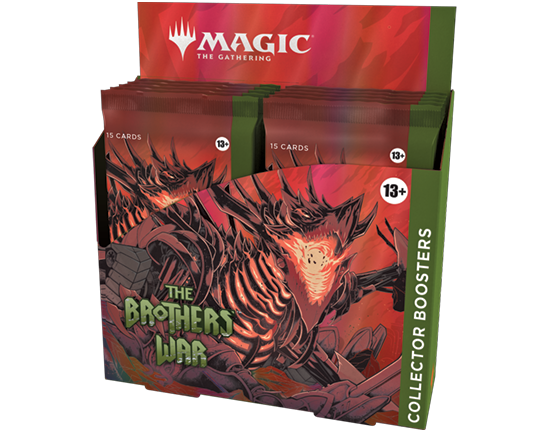 MAGIC
THE GATHERING
15 CARDS
13+
15 CARDS
13+
13+
THE
BROTHERS'
WAR
COLLECTOR BOOSTERS